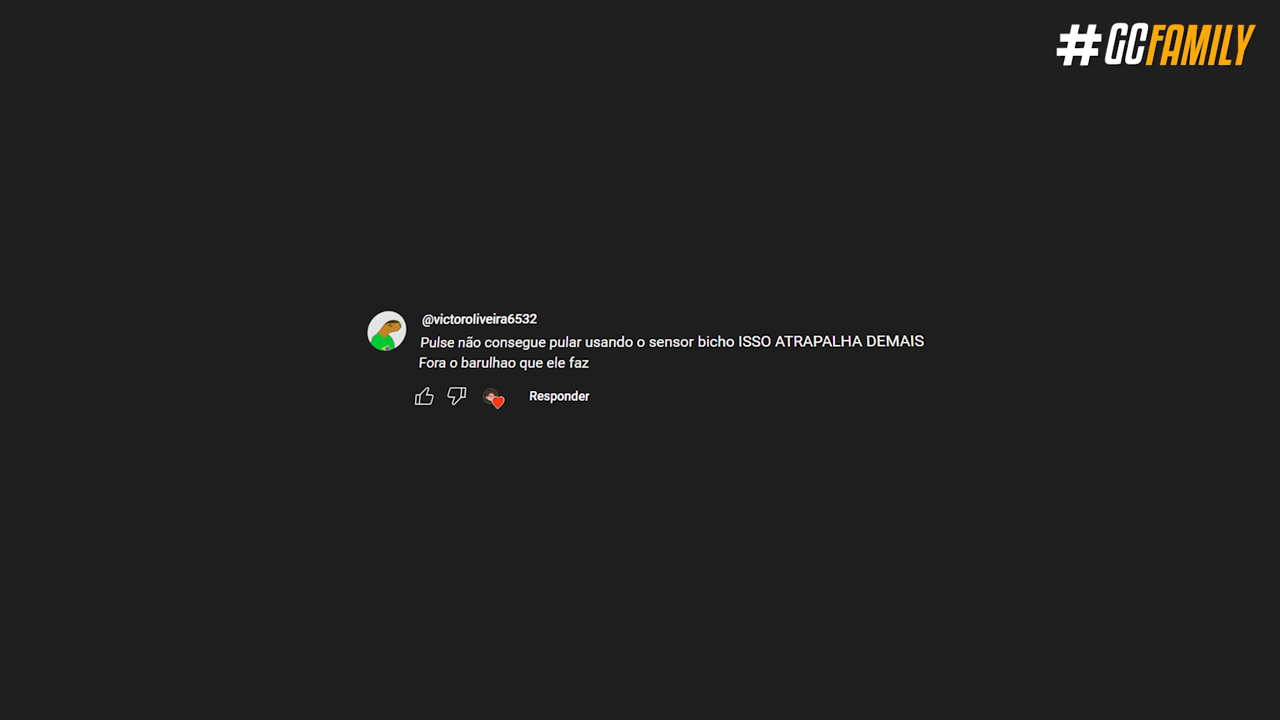 #GCFAMILY
@victoroliveira6532
Pulse não consegue pular usando o sensor bicho ISSO ATRAPALHA DEMAIS
Fora o barulhao que ele faz
Responder